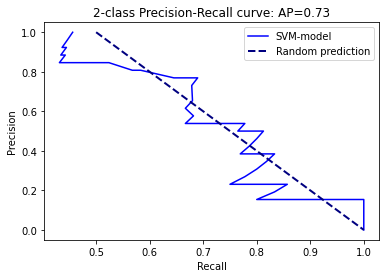 2-class Precision-Recall curve: AP=0.73
SVM-model
Random prediction
Precision
1.0
0.8
0.6
0.4
0.2
0.0
0.5 0.6 0.7 0.8 0.9 1.0
Recall